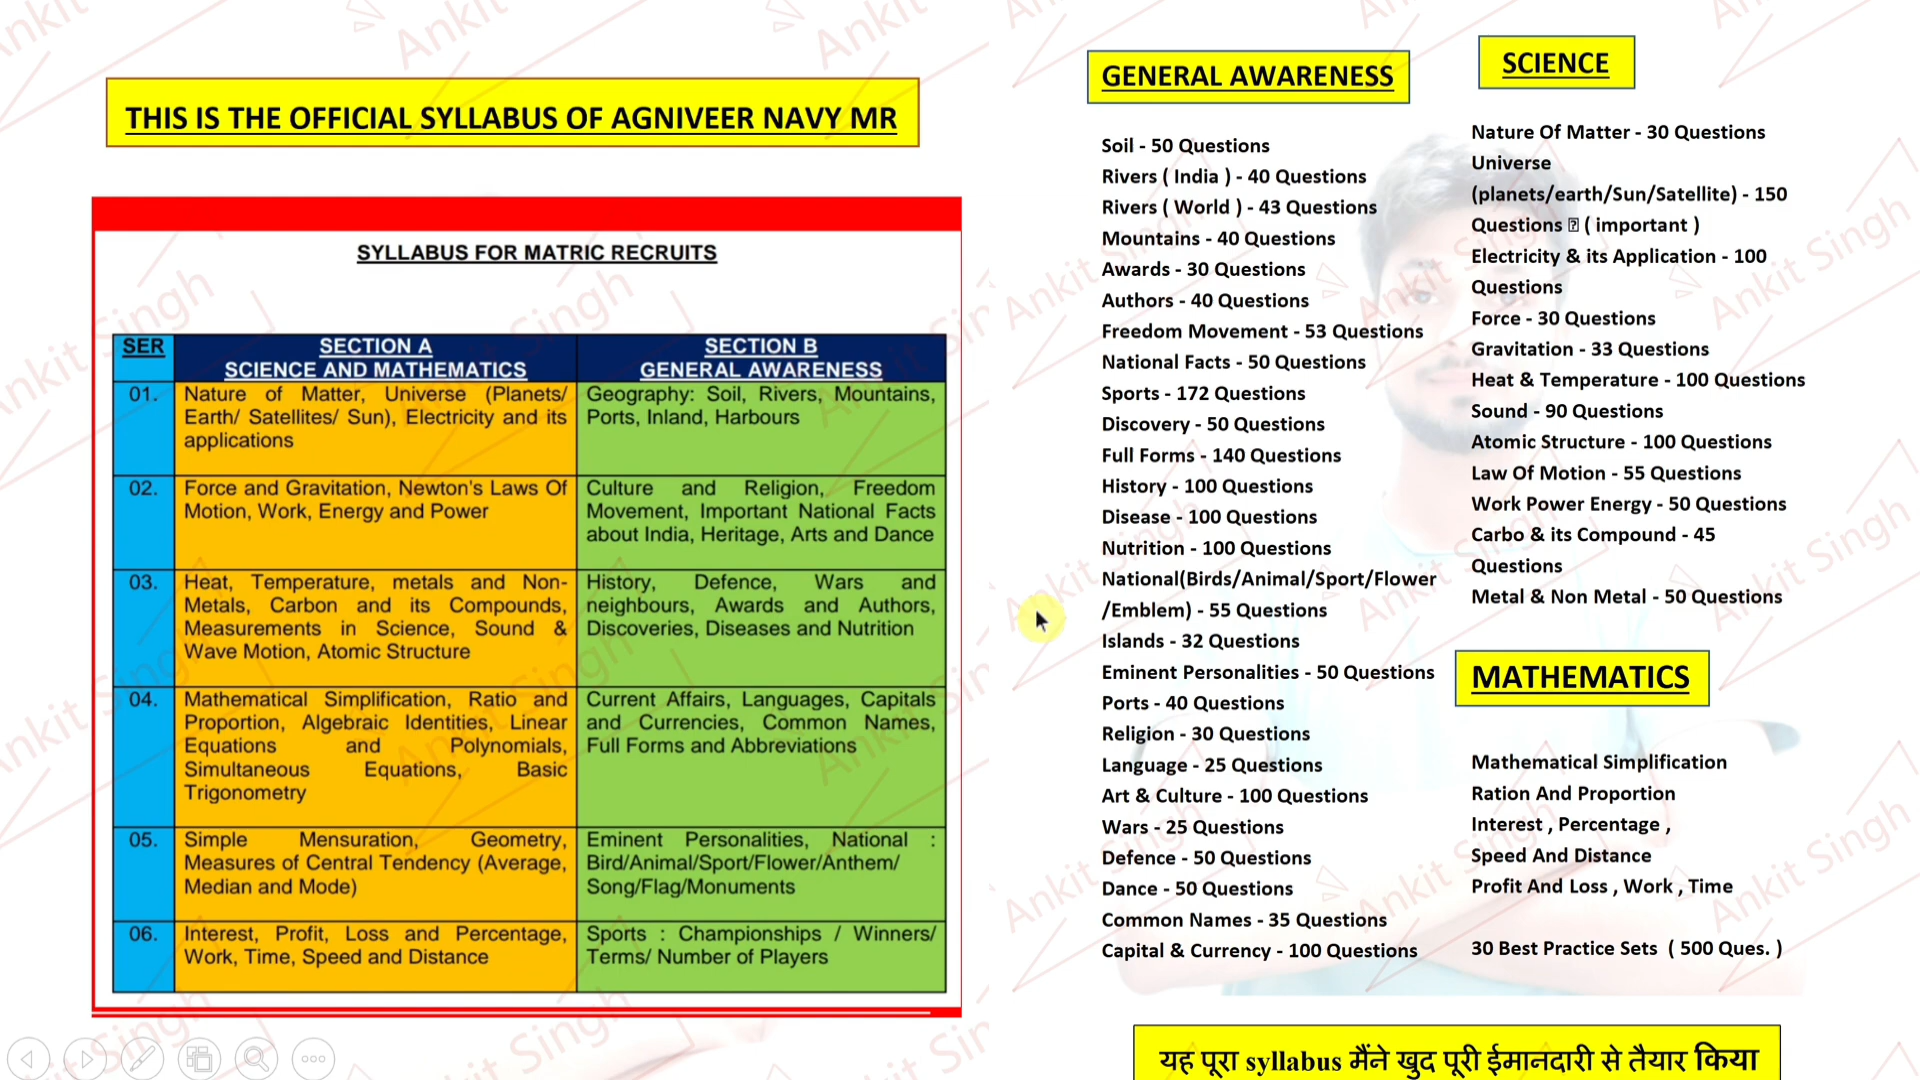 THIS IS THE OFFICIAL SYLLABUS OF AGNIVEER NAVY MR
SYLLABUS FOR MATRIC RECRUITS
SER
SECTION A
SCIENCE AND MATHEMATICS
SECTION B
GENERAL AWARENESS
01.
Nature of Matter, Universe (Planets/
Earth/ Satellites/ Sun), Electricity and its
applications
Geography: Soil, Rivers, Mountains,
Ports, Inland, Harbours
02.
Force and Gravitation, Newton's Laws Of
Motion, Work, Energy and Power
Culture and Religion, Freedom
Movement, Important National Facts
about India, Heritage, Arts and Dance
03.
Heat, Temperature, metals and Non-
Metals, Carbon and its Compounds,
Measurements in Science, Sound &
Wave Motion, Atomic Structure
History, Defence, Wars and
neighbours, Awards and Authors,
Discoveries, Diseases and Nutrition
04.
Mathematical Simplification, Ratio and
Proportion, Algebraic Identities, Linear
Equations and Polynomials,
Simultaneous Equations, Basic
Trigonometry
Current Affairs, Languages, Capitals
and Currencies, Common Names,
Full Forms and Abbreviations
05.
Simple Mensuration, Geometry,
Measures of Central Tendency (Average,
Median and Mode)
Eminent Personalities, National :
Bird/Animal/Sport/Flower/Anthem/
Song/Flag/Monuments
06.
Interest, Profit, Loss and Percentage,
Work, Time, Speed and Distance
Sports : Championships / Winners/
Terms/ Number of Players
GENERAL AWARENESS
Soil - 50 Questions
Rivers ( India ) - 40 Questions
Rivers ( World ) - 43 Questions
Mountains - 40 Questions
Awards - 30 Questions
Authors - 40 Questions
Freedom Movement - 53 Questions
National Facts - 50 Questions
Sports - 172 Questions
Discovery - 50 Questions
Full Forms - 140 Questions
History - 100 Questions
Disease - 100 Questions
Nutrition - 100 Questions
National(Birds/Animal/Sport/Flower
/Emblem) - 55 Questions
Islands - 32 Questions
Eminent Personalities - 50 Questions
Ports - 40 Questions
Religion - 30 Questions
Language - 25 Questions
Art & Culture - 100 Questions
Wars - 25 Questions
Defence - 50 Questions
Dance - 50 Questions
Common Names - 35 Questions
Capital & Currency - 100 Questions
SCIENCE
Nature Of Matter - 30 Questions
Universe
(planets/earth/Sun/Satellite) - 150
Questions ( important )
Electricity & its Application - 100
Questions
Force - 30 Questions
Gravitation - 33 Questions
Heat & Temperature - 100 Questions
Sound - 90 Questions
Atomic Structure - 100 Questions
Law Of Motion - 55 Questions
Work Power Energy - 50 Questions
Carbo & its Compound - 45
Questions
Metal & Non Metal - 50 Questions
MATHEMATICS
Mathematical Simplification
Ration And Proportion
Interest , Percentage ,
Speed And Distance
Profit And Loss , Work , Time
30 Best Practice Sets ( 500 Ques. )
यह पूरा syllabus मैंने खुद पूरी ईमानदारी से तैयार किया
Ankit Singh